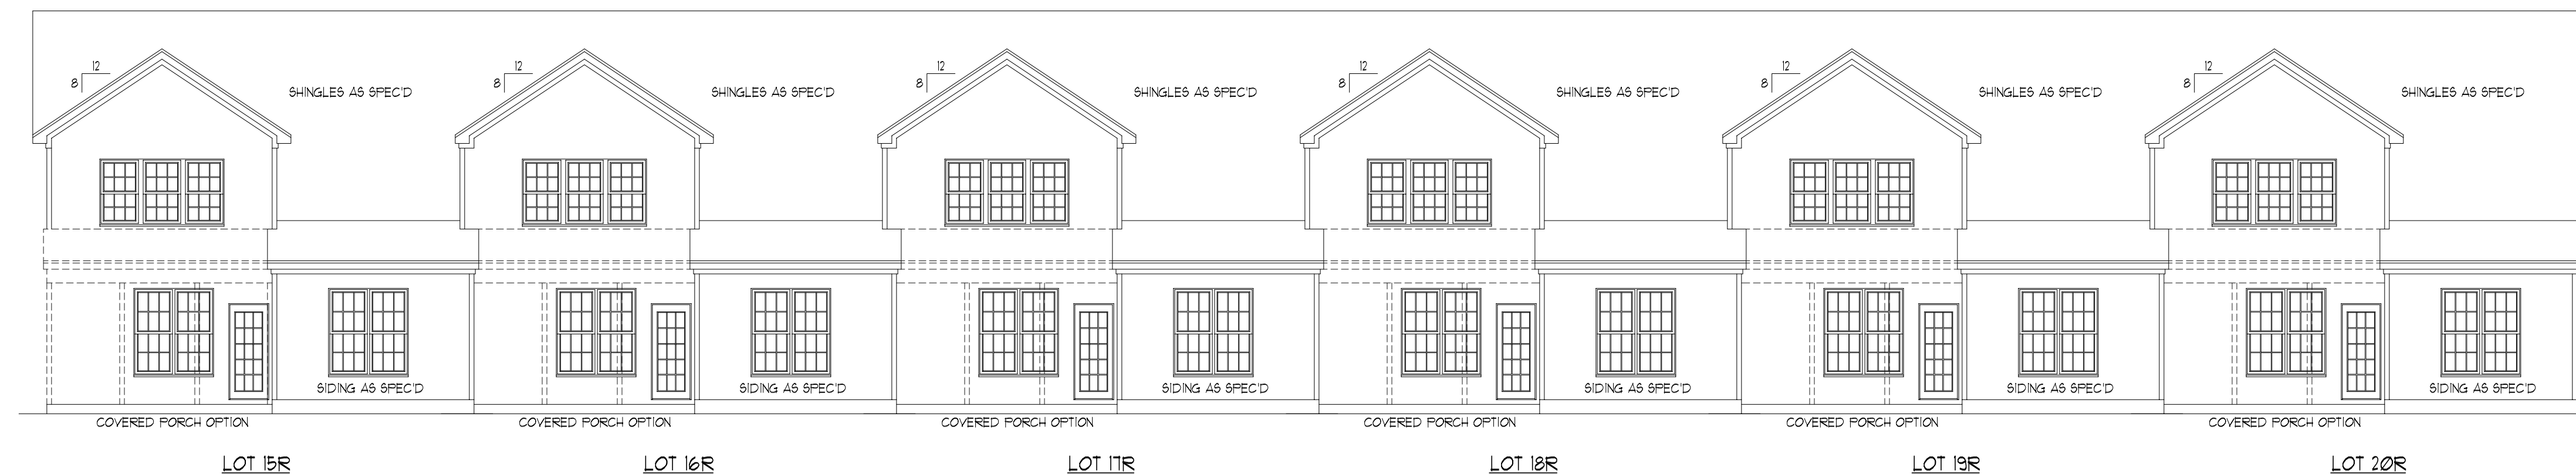 12 12 12 12 12 12
8 8 8 8 8 8
SHINGLES AS SPEC'D SHINGLES AS SPEC'D SHINGLES AS SPEC'D SHINGLES AS SPEC'D SHINGLES AS SPEC'D SHINGLES AS SPEC'D
SIDING AS SPEC'D SIDING AS SPEC'D SIDING AS SPEC'D SIDING AS SPEC'D SIDING AS SPEC'D SIDING AS SPEC'D
COVERED PORCH OPTION COVERED PORCH OPTION COVERED PORCH OPTION COVERED PORCH OPTION COVERED PORCH OPTION COVERED PORCH OPTION
LOT 15R LOT 16R LOT 17R LOT 18R LOT 19R LOT 20R